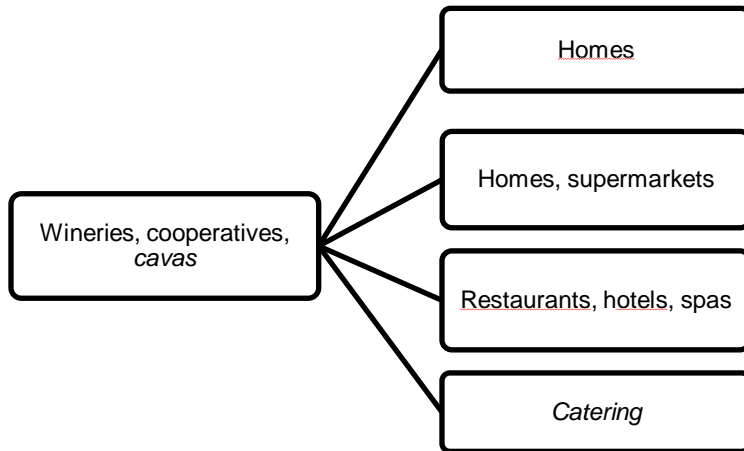 Homes
Homes, supermarkets
Wineries, cooperatives,
cavas
Restaurants, hotels, spas
Catering